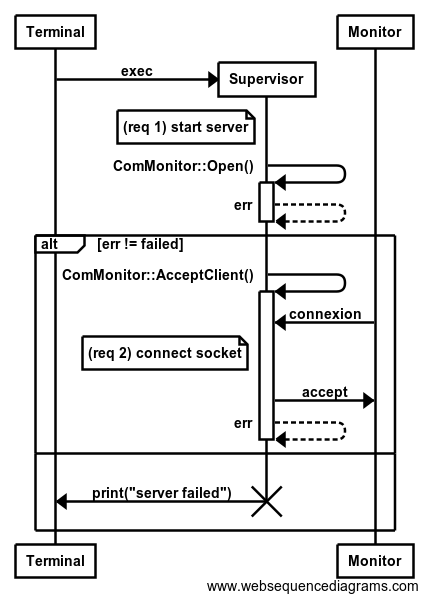 Terminal
Monitor
exec
Supervisor
(req 1) start server
ComMonitor::Open()
err
alt
[err != failed]
ComMonitor::AcceptClient()
connexion
(req 2) connect socket
accept
err
print("server failed")
Terminal
Monitor
www.websequencediagrams.com